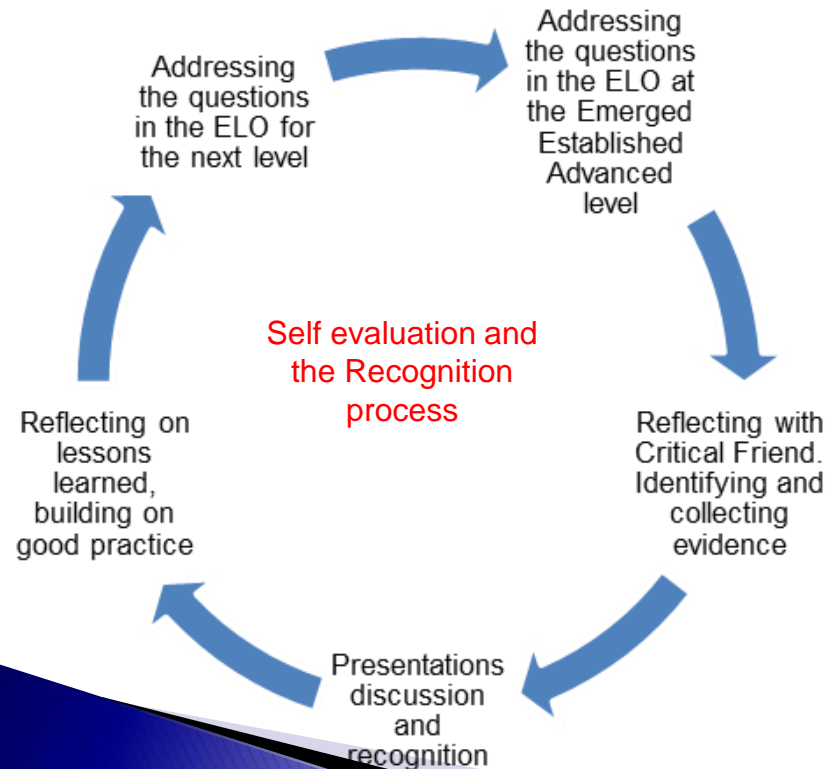 Addressing
the questions
in the ELO at
the Emerged
Established
Advanced
level
Reflecting with
Critical Friend.
Identifying and
collecting
evidence
Presentations
discussion
and
recognition
Reflecting on
lessons
learned,
building on
good practice
Addressing
the questions
in the ELO for
the next level
Self evaluation and
the Recognition
process